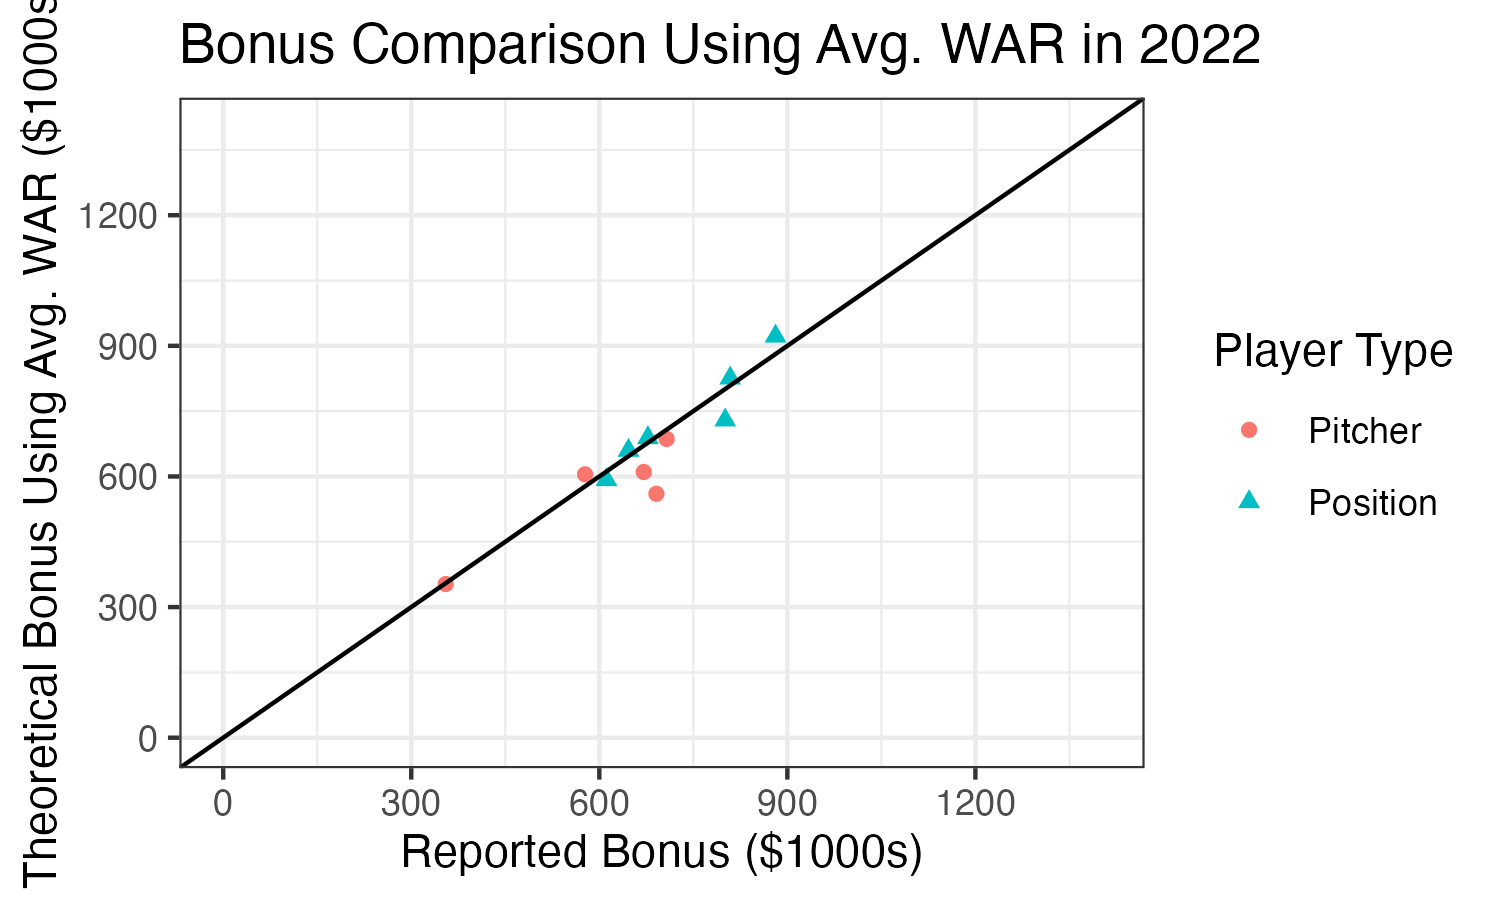 Bonus Comparison Using Avg. WAR in 2022
Theoretical Bonus Using Avg. WAR ($1000s
1200
900
600
300
0
0 300 600 900 1200
Reported Bonus ($1000s)
Player Type
Pitcher
Position